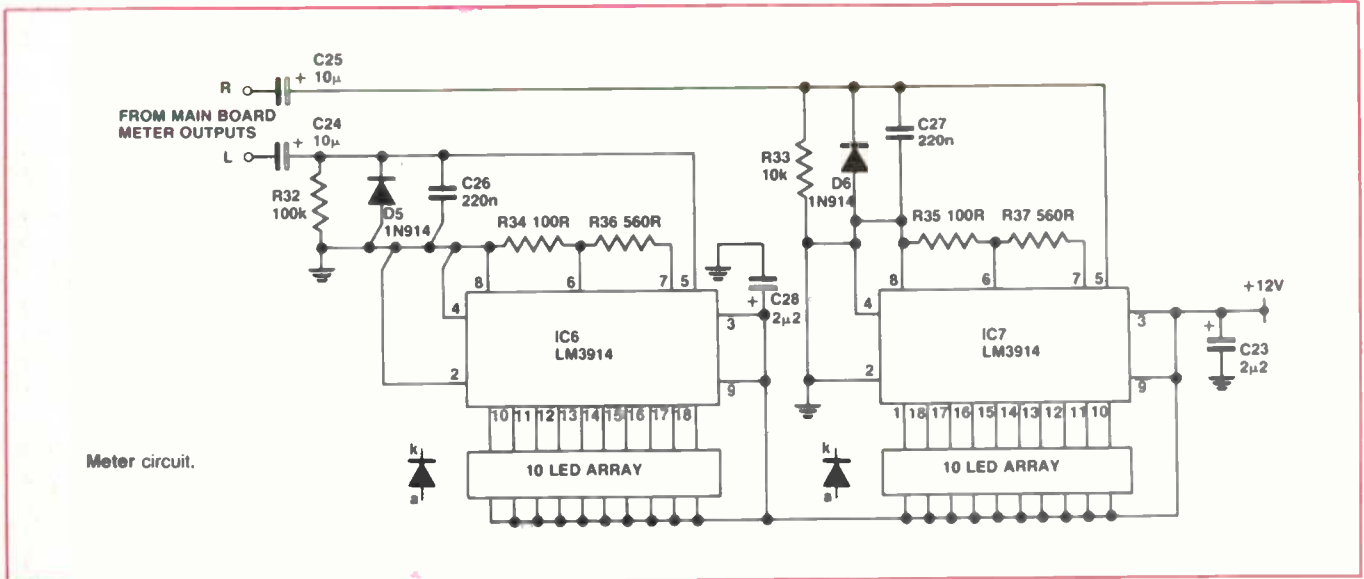 C25
10µ
R
FROM MAIN BOARD
METER OUTPUTS
C24
10µ
L
R32
100k
D5
1N914
C26
220n
R34 100R R36 560R
8 6 7 5
4
2
IC6
LM3914
3
9
C28
2µ2
10 11 12 13 14 15 16 17 18
k
a
10 LED ARRAY
R33
10k
D6
1N914
C27
220n
R35 100R R37 560R
8 6 7 5
4
2
IC7
LM3914
3
9
+12V
C23
2µ2
1 18 17 16 15 14 13 12 11 10
k
a
10 LED ARRAY
Meter circuit.